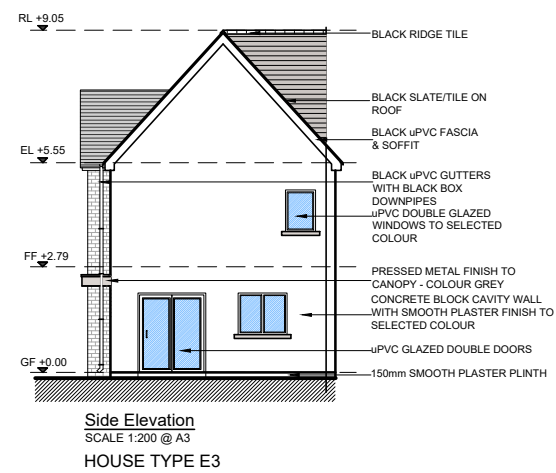 RL +9.05
BLACK RIDGE TILE
BLACK SLATE/TILE ON
ROOF
BLACK uPVC FASCIA
& SOFFIT
EL +5.55
BLACK uPVC GUTTERS
WITH BLACK BOX
DOWNPIPES
uPVC DOUBLE GLAZED
WINDOWS TO SELECTED
COLOUR
FF +2.79
PRESSED METAL FINISH TO
CANOPY - COLOUR GREY
CONCRETE BLOCK CAVITY WALL
WITH SMOOTH PLASTER FINISH TO
SELECTED COLOUR
uPVC GLAZED DOUBLE DOORS
GF +0.00
150mm SMOOTH PLASTER PLINTH
Side Elevation
SCALE 1:200 @ A3
HOUSE TYPE E3